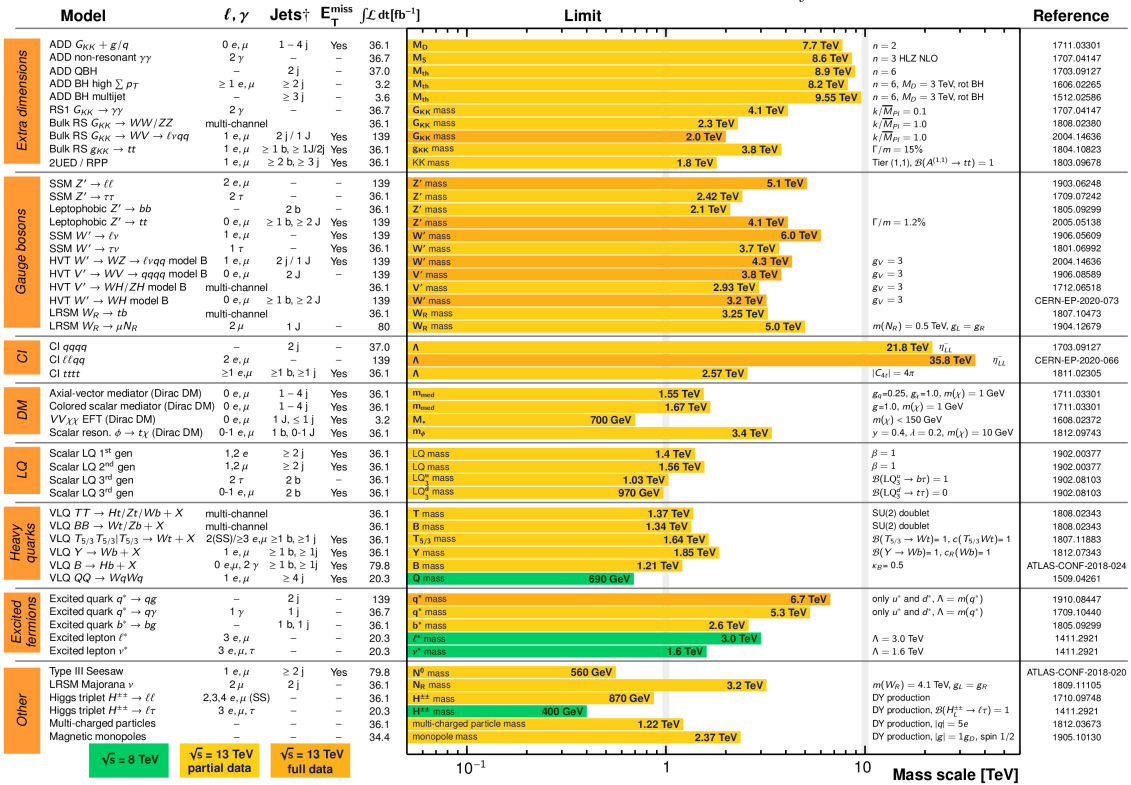 Model ℓ, γ Jets† E_T^miss ∫ℒ dt[fb⁻¹] Limit Reference
Extra dimensions
ADD G_KK + g/q 0 e, μ 1 − 4 j Yes 36.1 M_D 7.7 TeV n = 2 1711.03301
ADD non-resonant γγ 2 γ – – 36.7 M_S 8.6 TeV n = 3 HLZ NLO 1707.04147
ADD QBH – 2 j – 37.0 M_th 8.9 TeV n = 6 1703.09127
ADD BH high ∑ p_T ≥ 1 e, μ ≥ 2 j – 3.2 M_th 8.2 TeV n = 6, M_D = 3 TeV, rot BH 1606.02265
ADD BH multijet – ≥ 3 j – 3.6 M_th 9.55 TeV n = 6, M_D = 3 TeV, rot BH 1512.02586
RS1 G_KK → γγ 2 γ – – 36.7 G_KK mass 4.1 TeV k/M̅_Pl = 0.1 1707.04147
Bulk RS G_KK → WW/ZZ multi-channel 36.1 G_KK mass 2.3 TeV k/M̅_Pl = 1.0 1808.02380
Bulk RS G_KK → WV → ℓνqq 1 e, μ 2 j / 1 J Yes 139 G_KK mass 2.0 TeV k/M̅_Pl = 1.0 2004.14636
Bulk RS g_KK → tt 1 e, μ ≥ 1 b, ≥ 1J/2j Yes 36.1 g_KK mass 3.8 TeV Γ/m = 15% 1804.10823
2UED / RPP 1 e, μ ≥ 2 b, ≥ 3 j Yes 36.1 KK mass 1.8 TeV Tier (1,1), ℬ(A^(1,1) → tt) = 1 1803.09678
Gauge bosons
SSM Z′ → ℓℓ 2 e, μ – – 139 Z′ mass 5.1 TeV 1903.06248
SSM Z′ → ττ 2 τ – – 36.1 Z′ mass 2.42 TeV 1709.07242
Leptophobic Z′ → bb – 2 b – 36.1 Z′ mass 2.1 TeV 1805.09299
Leptophobic Z′ → tt 0 e, μ ≥ 1 b, ≥ 2 J Yes 139 Z′ mass 4.1 TeV Γ/m = 1.2% 2005.05138
SSM W′ → ℓν 1 e, μ – Yes 139 W′ mass 6.0 TeV 1906.05609
SSM W′ → τν 1 τ – Yes 36.1 W′ mass 3.7 TeV 1801.06992
HVT W′ → WZ → ℓνqq model B 1 e, μ 2 j / 1 J Yes 139 W′ mass 4.3 TeV g_V = 3 2004.14636
HVT V′ → WV → qqqq model B 0 e, μ 2 J – 139 V′ mass 3.8 TeV g_V = 3 1906.08589
HVT V′ → WH/ZH model B multi-channel 36.1 V′ mass 2.93 TeV g_V = 3 1712.06518
HVT W′ → WH model B 0 e, μ ≥ 1 b, ≥ 2 J 139 W′ mass 3.2 TeV g_V = 3 CERN-EP-2020-073
LRSM W_R → tb multi-channel 36.1 W_R mass 3.25 TeV 1807.10473
LRSM W_R → μN_R 2 μ 1 J – 80 W_R mass 5.0 TeV m(N_R) = 0.5 TeV, g_L = g_R 1904.12679
CI
CI qqqq – 2 j – 37.0 Λ 21.8 TeV η⁻_LL 1703.09127
CI ℓℓqq 2 e, μ – – 139 Λ 35.8 TeV η⁻_LL CERN-EP-2020-066
CI tttt ≥1 e,μ ≥1 b, ≥1 j Yes 36.1 Λ 2.57 TeV |C_4t| = 4π 1811.02305
DM
Axial-vector mediator (Dirac DM) 0 e, μ 1 − 4 j Yes 36.1 m_med 1.55 TeV g_q=0.25, g_χ=1.0, m(χ) = 1 GeV 1711.03301
Colored scalar mediator (Dirac DM) 0 e, μ 1 − 4 j Yes 36.1 m_med 1.67 TeV g=1.0, m(χ) = 1 GeV 1711.03301
VVχχ EFT (Dirac DM) 0 e, μ 1 J, ≤ 1 j Yes 3.2 M_* 700 GeV m(χ) < 150 GeV 1608.02372
Scalar reson. φ → tχ (Dirac DM) 0-1 e, μ 1 b, 0-1 J Yes 36.1 m_φ 3.4 TeV y = 0.4, λ = 0.2, m(χ) = 10 GeV 1812.09743
LQ
Scalar LQ 1st gen 1,2 e ≥ 2 j Yes 36.1 LQ mass 1.4 TeV β = 1 1902.00377
Scalar LQ 2nd gen 1,2 μ ≥ 2 j Yes 36.1 LQ mass 1.56 TeV β = 1 1902.00377
Scalar LQ 3rd gen 2 τ 2 b – 36.1 LQ₃ᵘ mass 1.03 TeV ℬ(LQ₃ᵘ → bτ) = 1 1902.08103
Scalar LQ 3rd gen 0-1 e, μ 2 b Yes 36.1 LQ₃ᵈ mass 970 GeV ℬ(LQ₃ᵈ → tτ) = 0 1902.08103
Heavy quarks
VLQ TT → Ht/Zt/Wb + X multi-channel 36.1 T mass 1.37 TeV SU(2) doublet 1808.02343
VLQ BB → Wt/Zb + X multi-channel 36.1 B mass 1.34 TeV SU(2) doublet 1808.02343
VLQ T_5/3 T_5/3|T_5/3 → Wt + X 2(SS)/≥3 e,μ ≥1 b, ≥1 j Yes 36.1 T_5/3 mass 1.64 TeV ℬ(T_5/3 → Wt)= 1, c(T_5/3 Wt)= 1 1807.11883
VLQ Y → Wb + X 1 e, μ ≥ 1 b, ≥ 1j Yes 36.1 Y mass 1.85 TeV ℬ(Y → Wb)= 1, c_R(Wb)= 1 1812.07343
VLQ B → Hb + X 0 e,μ, 2 γ ≥ 1 b, ≥ 1j Yes 79.8 B mass 1.21 TeV κ_B= 0.5 ATLAS-CONF-2018-024
VLQ QQ → WqWq 1 e, μ ≥ 4 j Yes 20.3 Q mass 690 GeV 1509.04261
Excited fermions
Excited quark q* → qg – 2 j – 139 q* mass 6.7 TeV only u* and d*, Λ = m(q*) 1910.08447
Excited quark q* → qγ 1 γ 1 j – 36.7 q* mass 5.3 TeV only u* and d*, Λ = m(q*) 1709.10440
Excited quark b* → bg – 1 b, 1 j – 36.1 b* mass 2.6 TeV 1805.09299
Excited lepton ℓ* 3 e, μ – – 20.3 ℓ* mass 3.0 TeV Λ = 3.0 TeV 1411.2921
Excited lepton ν* 3 e, μ, τ – – 20.3 ν* mass 1.6 TeV Λ = 1.6 TeV 1411.2921
Other
Type III Seesaw 1 e, μ ≥ 2 j Yes 79.8 N⁰ mass 560 GeV ATLAS-CONF-2018-020
LRSM Majorana ν 2 μ 2 j – 36.1 N_R mass 3.2 TeV m(W_R) = 4.1 TeV, g_L = g_R 1809.11105
Higgs triplet H^±± → ℓℓ 2,3,4 e, μ (SS) – – 36.1 H^±± mass 870 GeV DY production 1710.09748
Higgs triplet H^±± → ℓτ 3 e, μ, τ – – 20.3 H^±± mass 400 GeV DY production, ℬ(H_L^±± → ℓτ) = 1 1411.2921
Multi-charged particles – – – 36.1 multi-charged particle mass 1.22 TeV DY production, |q| = 5e 1812.03673
Magnetic monopoles – – – 34.4 monopole mass 2.37 TeV DY production, |g| = 1g_D, spin 1/2 1905.10130
√s = 8 TeV
√s = 13 TeV
partial data
√s = 13 TeV
full data
10⁻¹ 1 10
Mass scale [TeV]